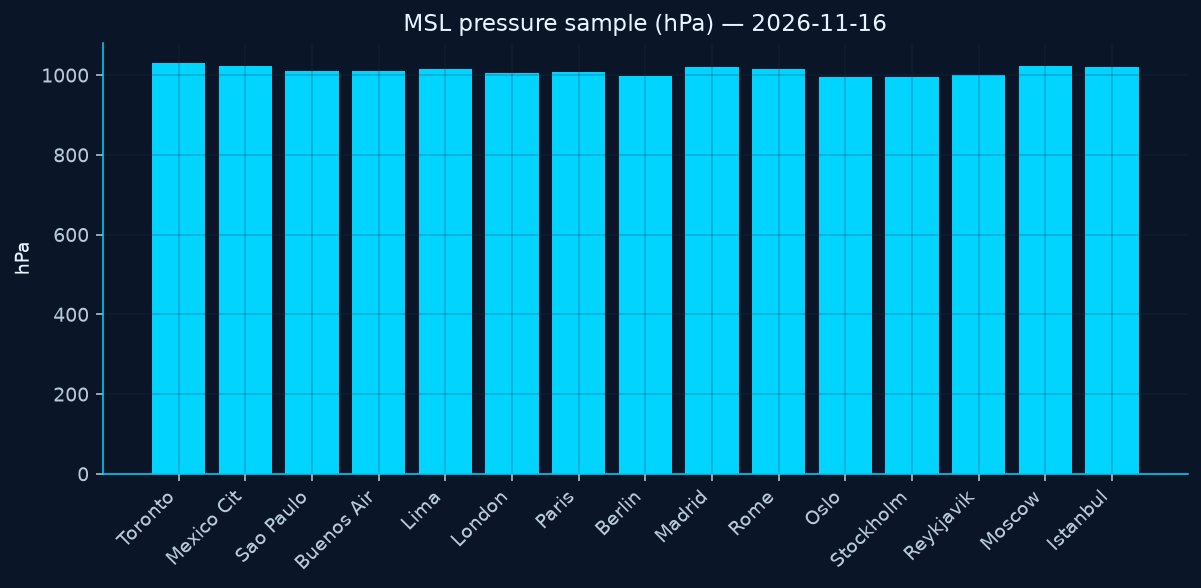 MSL pressure sample (hPa) — 2026-11-16
hPa
1000
800
600
400
200
0
Toronto
Mexico Cit
Sao Paulo
Buenos Air
Lima
London
Paris
Berlin
Madrid
Rome
Oslo
Stockholm
Reykjavik
Moscow
Istanbul